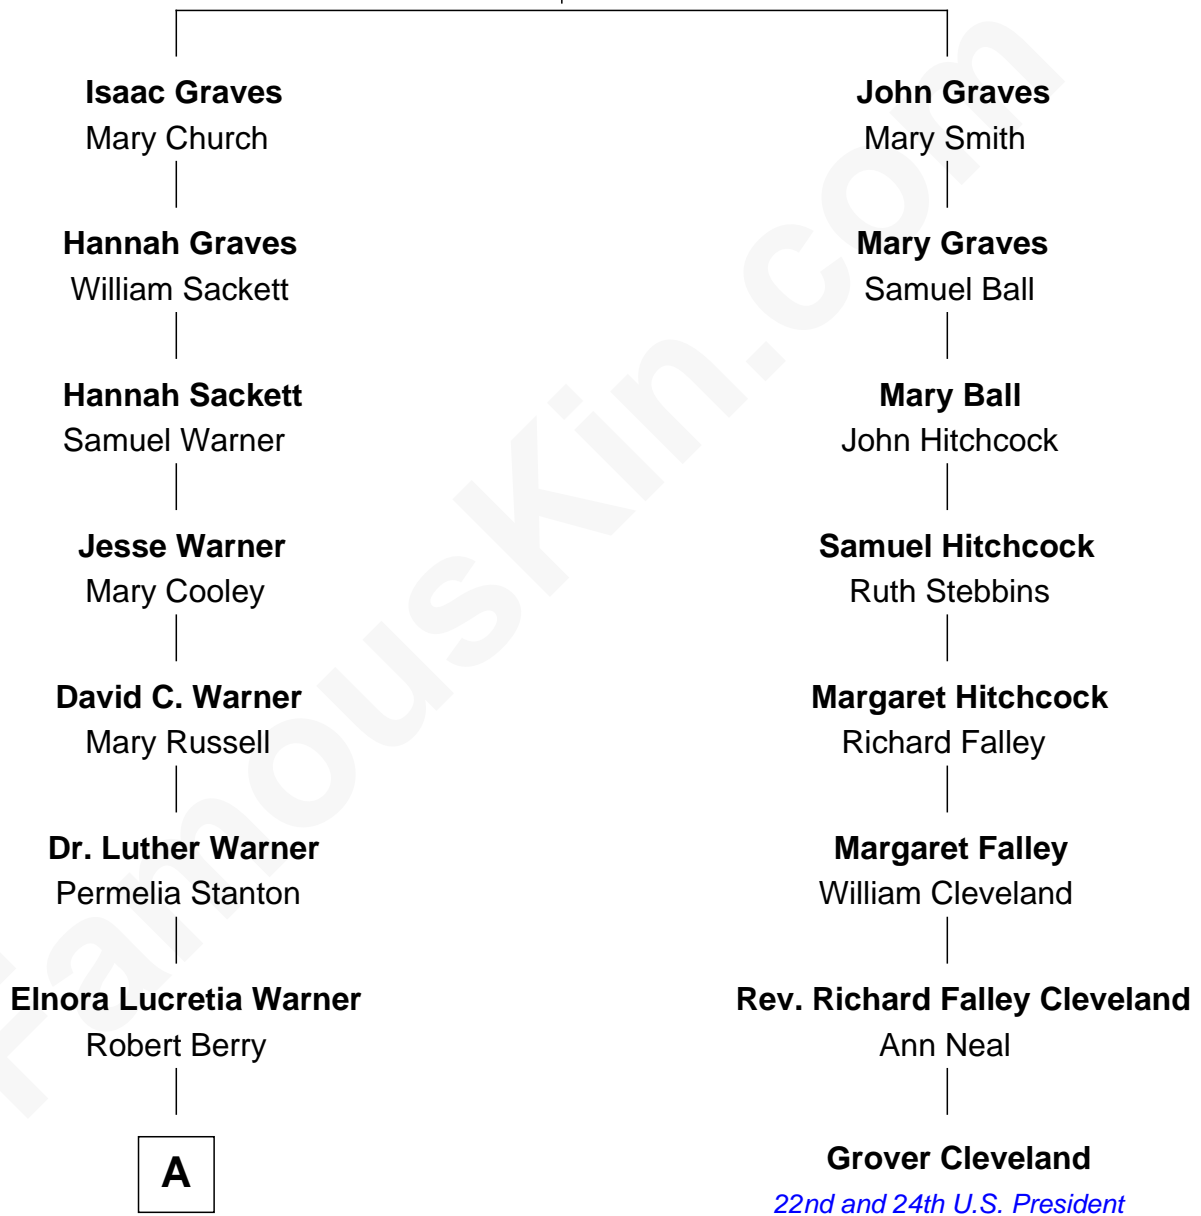 Isaac Graves
Mary Church
John Graves
Mary Smith
Hannah Graves
William Sackett
Mary Graves
Samuel Ball
Hannah Sackett
Samuel Warner
Mary Ball
John Hitchcock
Jesse Warner
Mary Cooley
Samuel Hitchcock
Ruth Stebbins
David C. Warner
Mary Russell
Margaret Hitchcock
Richard Falley
Dr. Luther Warner
Permelia Stanton
Margaret Falley
William Cleveland
Elnora Lucretia Warner
Robert Berry
Rev. Richard Falley Cleveland
Ann Neal
A
Grover Cleveland
22nd and 24th U.S. President
FamousKin.com